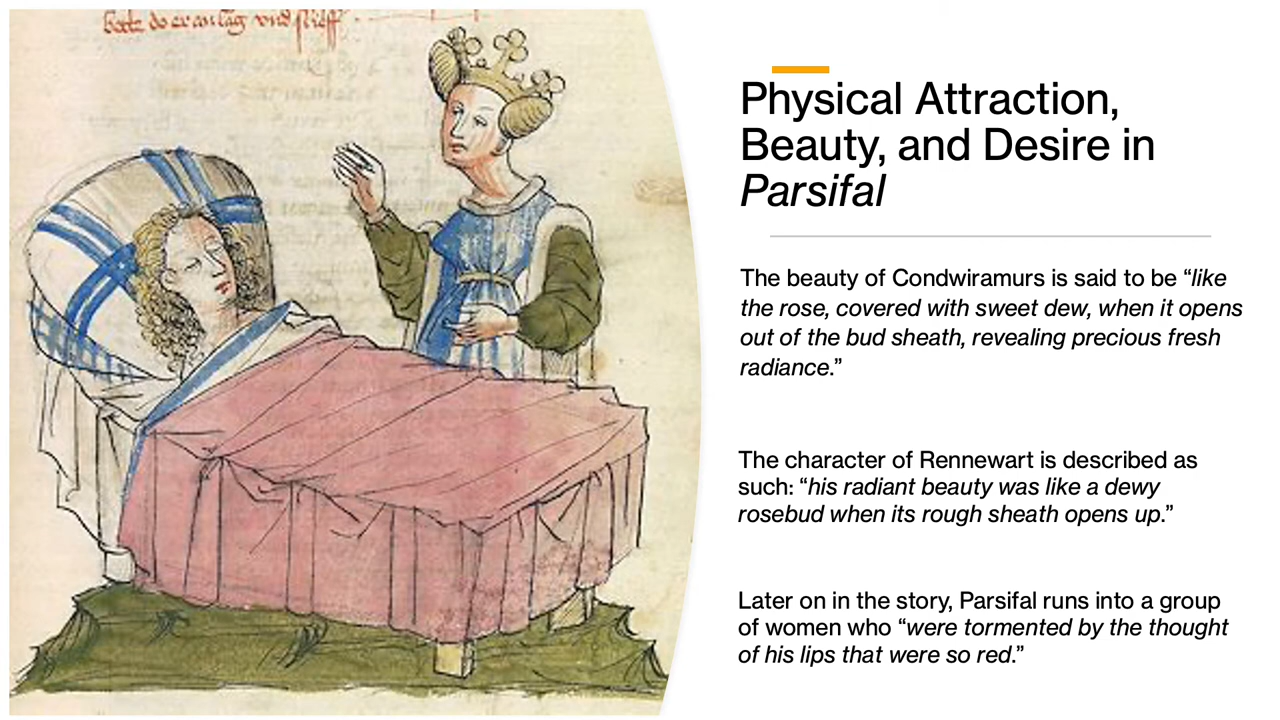 Physical Attraction,
Beauty, and Desire in
Parsifal
The beauty of Condwiramurs is said to be “like
the rose, covered with sweet dew, when it opens
out of the bud sheath, revealing precious fresh
radiance.”
The character of Rennewart is described as
such: “his radiant beauty was like a dewy
rosebud when its rough sheath opens up.”
Later on in the story, Parsifal runs into a group
of women who “were tormented by the thought
of his lips that were so red.”